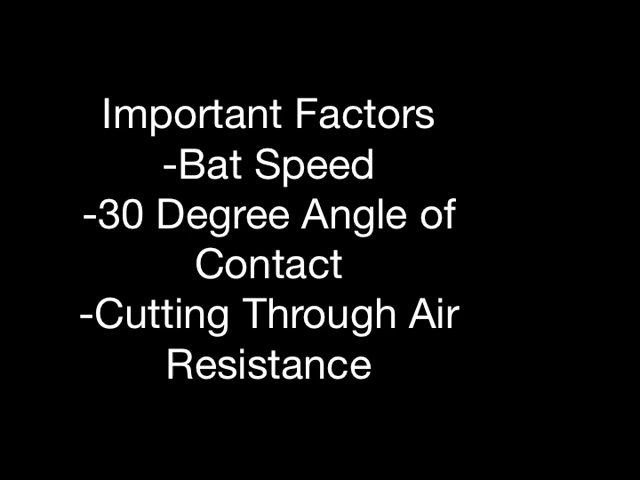 Important Factors
-Bat Speed
-30 Degree Angle of
Contact
-Cutting Through Air
Resistance